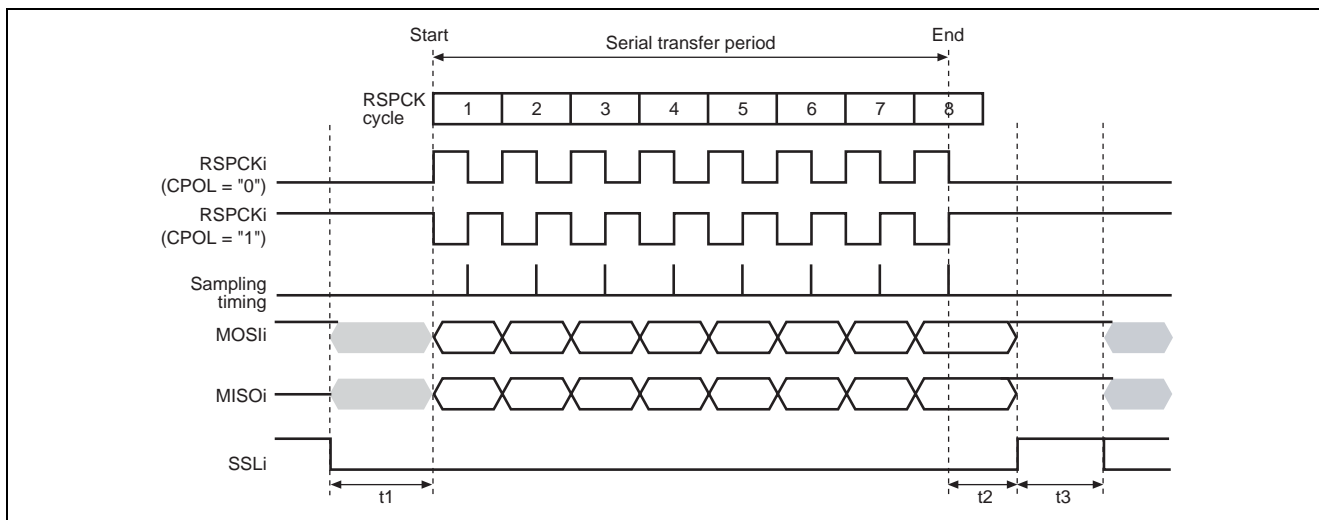 Start
Serial transfer period
End
RSPCK
cycle
1 2 3 4 5 6 7 8
RSPCKi
(CPOL = "0")
RSPCKi
(CPOL = "1")
Sampling
timing
MOSIi
MISOi
SSLi
t1
t2
t3